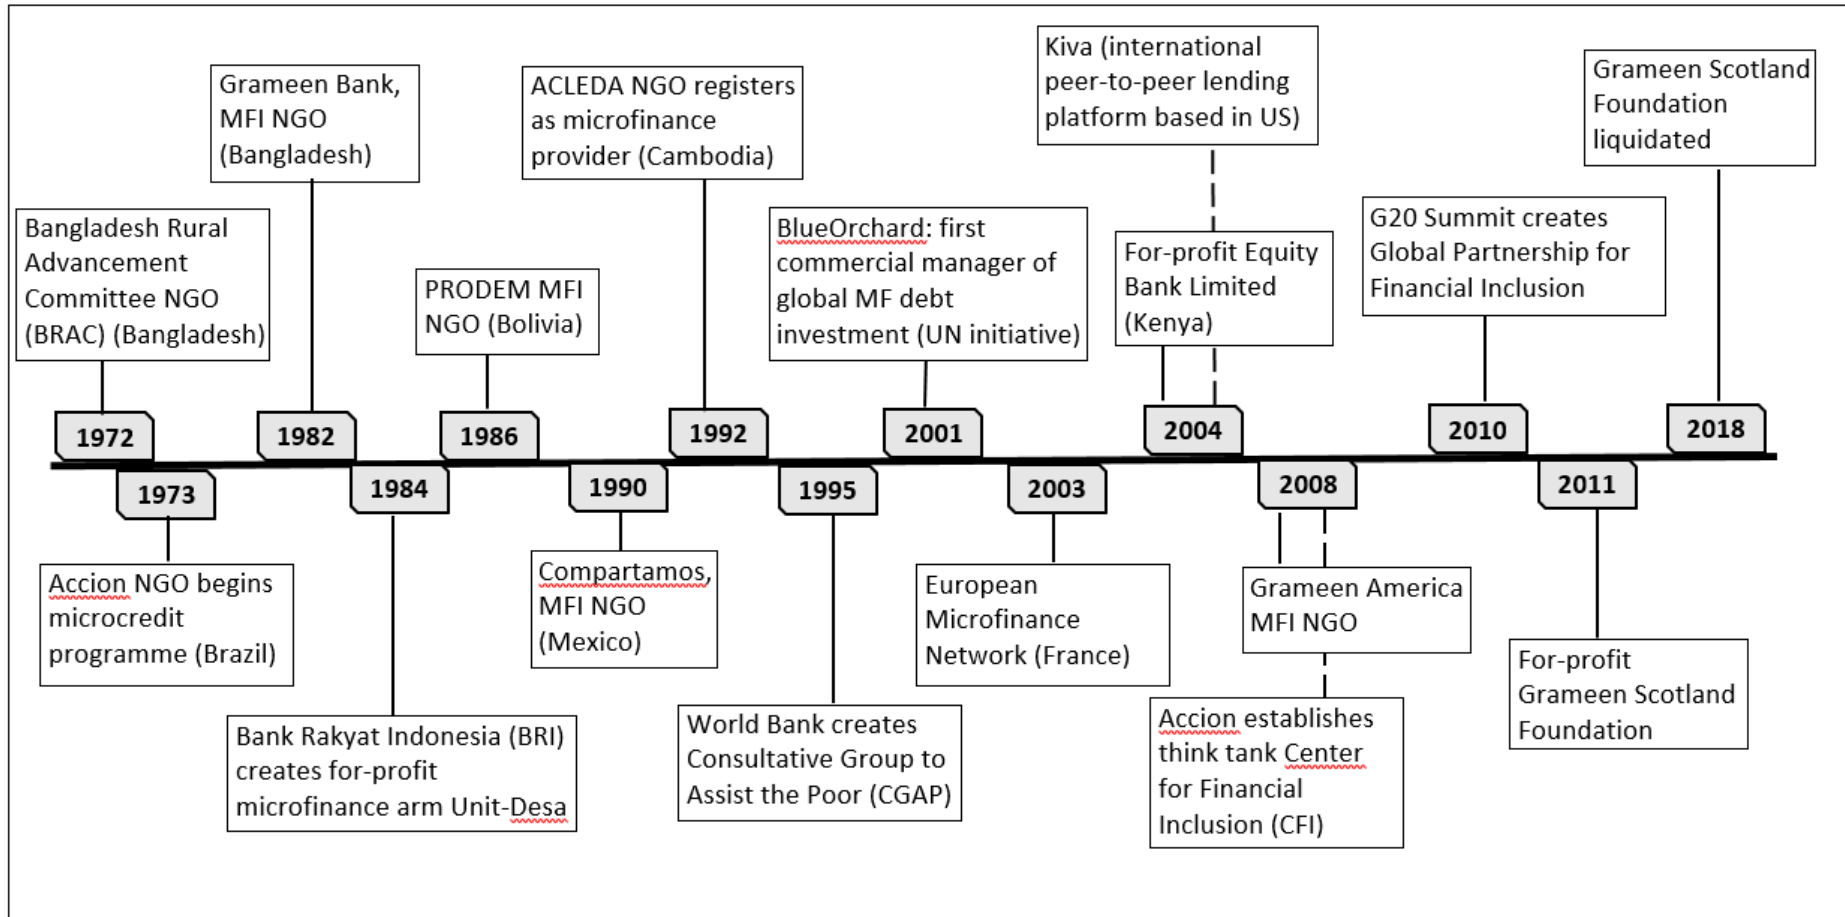 Kiva (international
peer-to-peer lending
platform based in US)
Grameen Scotland
Foundation
liquidated
Grameen Bank,
MFI NGO
(Bangladesh)
ACLEDA NGO registers
as microfinance
provider (Cambodia)
Bangladesh Rural
Advancement
Committee NGO
(BRAC) (Bangladesh)
PRODEM MFI
NGO (Bolivia)
BlueOrchard: first
commercial manager of
global MF debt
investment (UN initiative)
For-profit Equity
Bank Limited
(Kenya)
G20 Summit creates
Global Partnership for
Financial Inclusion
1972
1982
1986
1992
2001
2004
2010
2018
1973
1984
1990
1995
2003
2008
2011
Accion NGO begins
microcredit
programme (Brazil)
Compartamos,
MFI NGO
(Mexico)
European
Microfinance
Network (France)
Grameen America
MFI NGO
For-profit
Grameen Scotland
Foundation
Bank Rakyat Indonesia (BRI)
creates for-profit
microfinance arm Unit-Desa
World Bank creates
Consultative Group to
Assist the Poor (CGAP)
Accion establishes
think tank Center
for Financial
Inclusion (CFI)